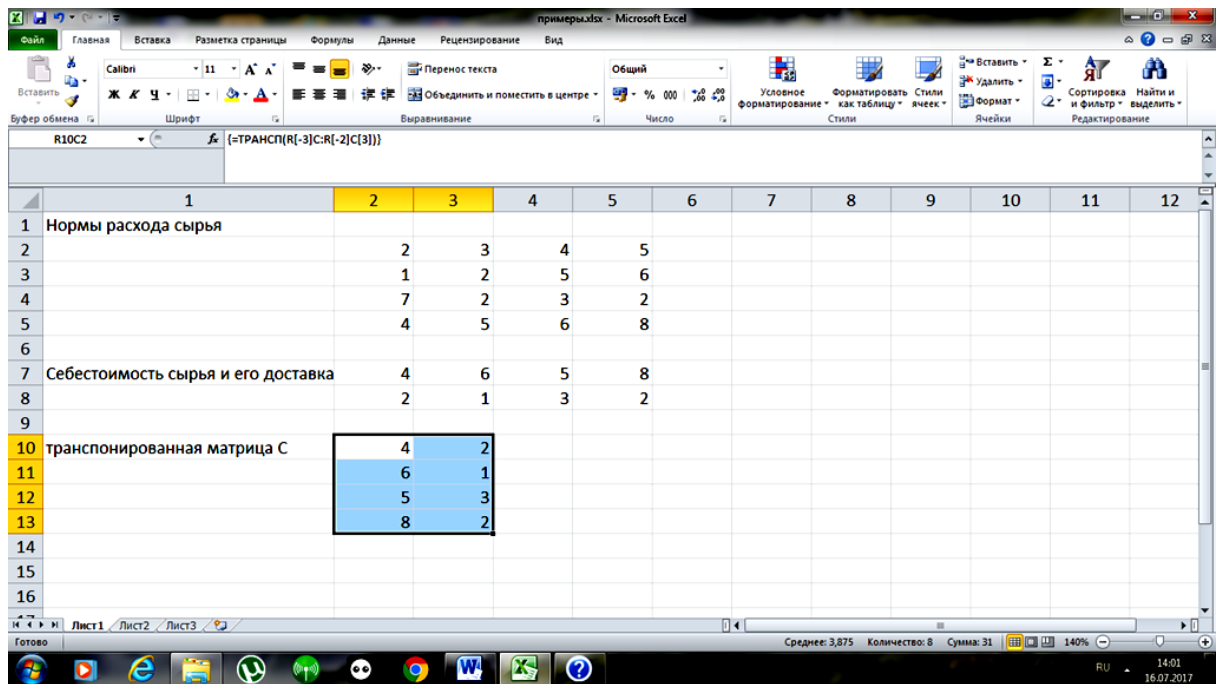 примеры.xlsx - Microsoft Excel
Файл Главная Вставка Разметка страницы Формулы Данные Рецензирование Вид
Вставить
Calibri 11
Ж К Ч
Перенос текста
Объединить и поместить в центре
Общий
% 000
Условное форматирование
Форматировать как таблицу
Стили ячеек
Вставить
Удалить
Формат
Сортировка и фильтр
Найти и выделить
Буфер обмена Шрифт Выравнивание Число Стили Ячейки Редактирование
R10C2 fx {=ТРАНСП(R[-3]C:R[-2]C[3])}
1 2 3 4 5 6 7 8 9 10 11 12
1 Нормы расхода сырья
2 2 3 4 5
3 1 2 5 6
4 7 2 3 2
5 4 5 6 8
6
7 Себестоимость сырья и его доставка 4 6 5 8
8 2 1 3 2
9
10 транспонированная матрица С 4 2
11 6 1
12 5 3
13 8 2
14
15
16
Лист1 Лист2 Лист3
Готово Среднее: 3,875 Количество: 8 Сумма: 31 140%
RU 14:01
16.07.2017